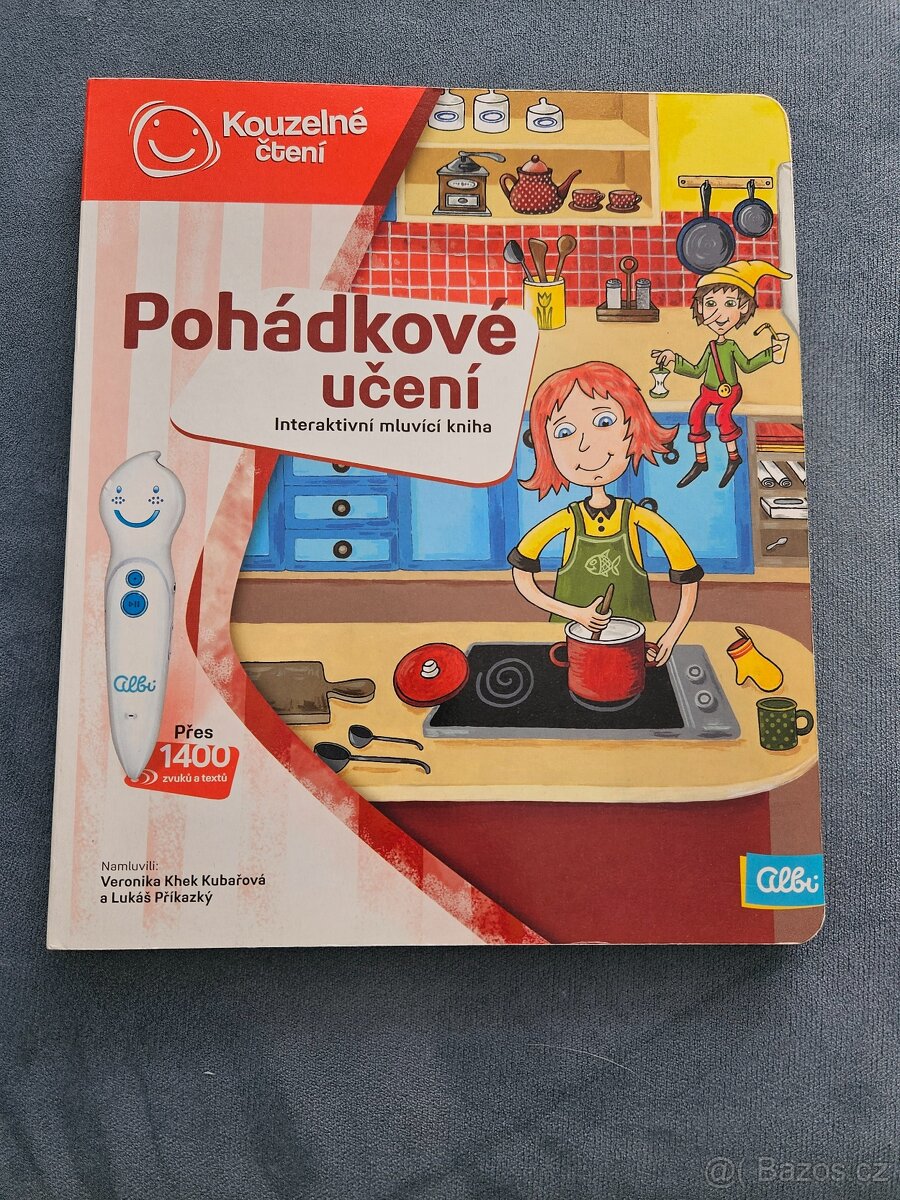 Kouzelné
čtení
Pohádkové
učení
Interaktivní mluvící kniha
albi
Přes
1400
zvuků a textů
Namluvili:
Veronika Khek Kubařová
a Lukáš Příkazký
albi
@( Bazos.cz